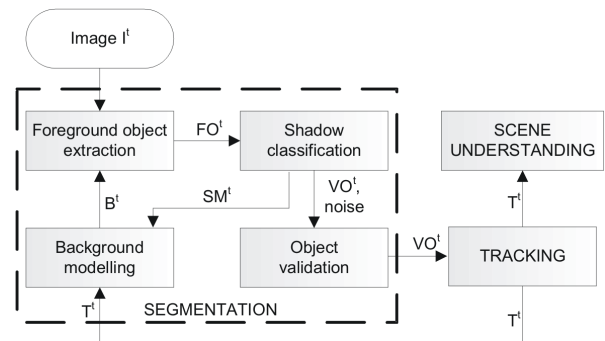 Image I^t
Foreground object
extraction
FO^t
Shadow
classification
SCENE
UNDERSTANDING
B^t
SM^t
VO^t,
noise
T^t
Background
modelling
Object
validation
VO^t
TRACKING
T^t
SEGMENTATION
T^t